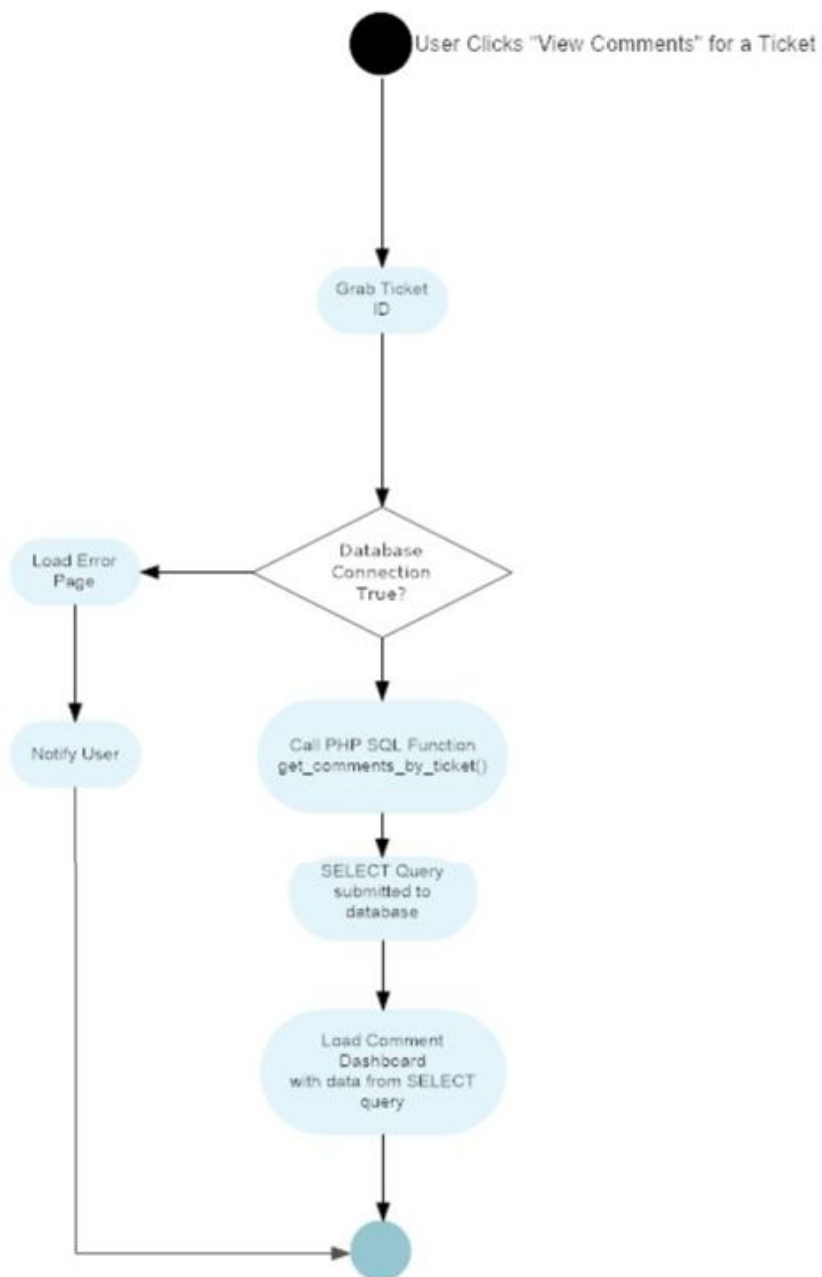 User Clicks "View Comments" for a Ticket
Grab Ticket
ID
Database
Connection
True?
Load Error
Page
Notify User
Call PHP SQL Function
get_comments_by_ticket()
SELECT Query
submitted to
database
Load Comment
Dashboard
with data from SELECT
query